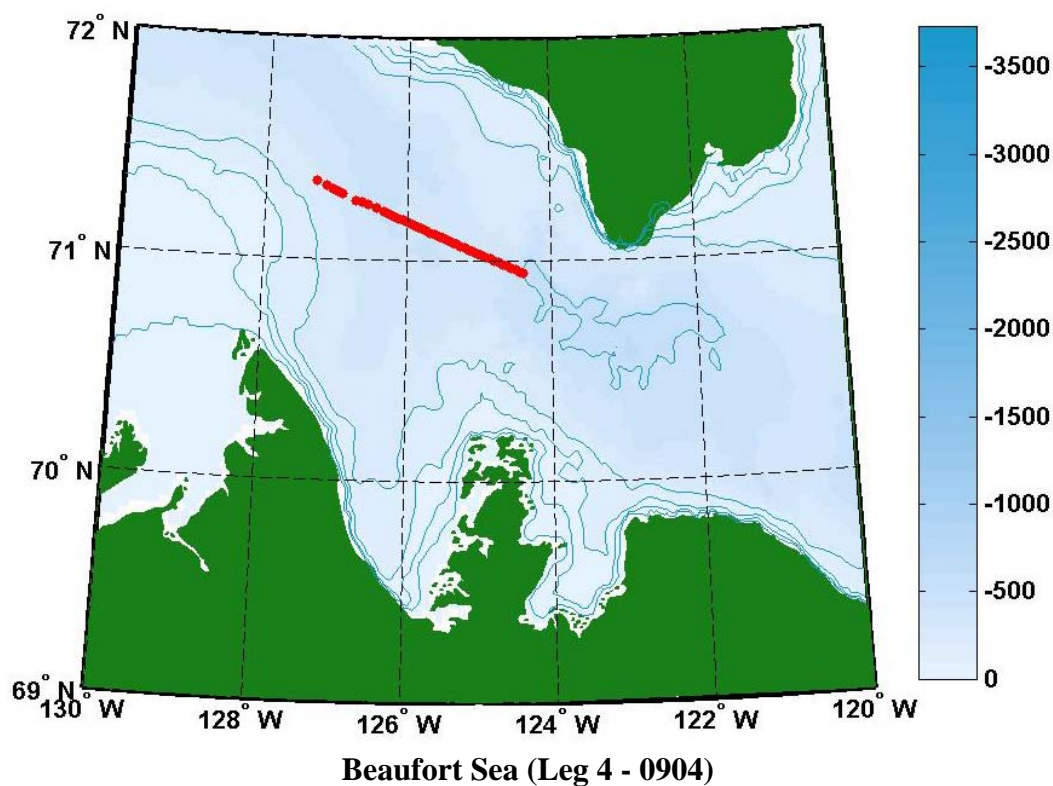 72° N
71° N
70° N
69° N
130° W
128° W
126° W
124° W
122° W
120° W
-3500
-3000
-2500
-2000
-1500
-1000
-500
0
Beaufort Sea (Leg 4 - 0904)